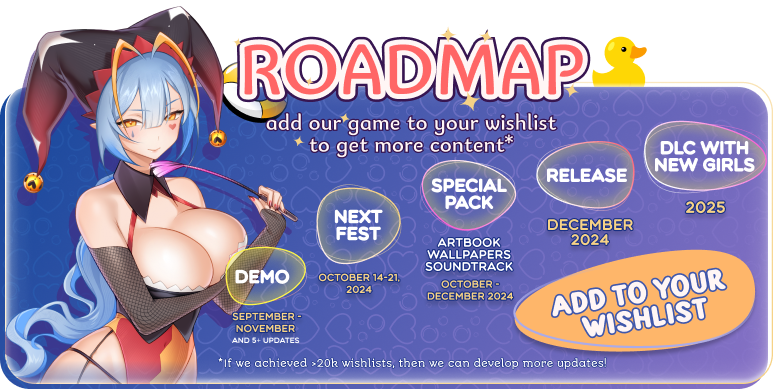 ROADMAP
add our game to your wishlist
to get more content*
DEMO
SEPTEMBER -
NOVEMBER
AND 5+ UPDATES
NEXT
FEST
OCTOBER 14-21,
2024
SPECIAL
PACK
ARTBOOK
WALLPAPERS
SOUNDTRACK
OCTOBER -
DECEMBER 2024
RELEASE
DECEMBER
2024
DLC WITH
NEW GIRLS
2025
ADD TO YOUR
WISHLIST
*If we achieved >20k wishlists, then we can develop more updates!